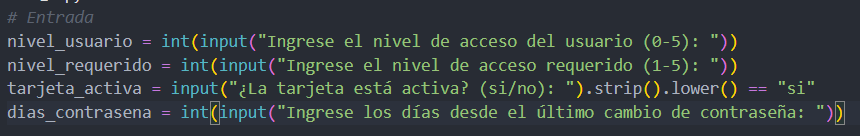 # Entrada
nivel_usuario = int(input("Ingrese el nivel de acceso del usuario (0-5): "))
nivel_requerido = int(input("Ingrese el nivel de acceso requerido (1-5): "))
tarjeta_activa = input("¿La tarjeta está activa? (si/no): ").strip().lower() == "si"
dias_contrasena = int(input("Ingrese los días desde el último cambio de contraseña: "))